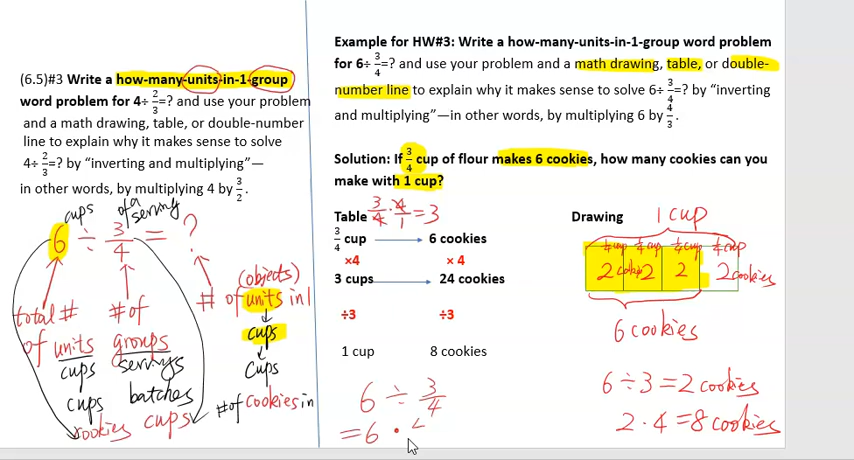 (6.5)#3 Write a how-many-units-in-1-group
word problem for 4÷ 2/3=? and use your problem
and a math drawing, table, or double-number
line to explain why it makes sense to solve
4÷ 2/3=? by “inverting and multiplying”—
in other words, by multiplying 4 by 3/2.
cups of a serving
6 ÷ 3/4 = ?
total # of units
cups
cups
cookies
# of groups
servings
batches
cups
(objects)
# of units in 1
cups
cups
# of cookies in
Example for HW#3: Write a how-many-units-in-1-group word problem
for 6÷ 3/4=? and use your problem and a math drawing, table, or double-
number line to explain why it makes sense to solve 6÷ 3/4=? by “inverting
and multiplying”—in other words, by multiplying 6 by 4/3.
Solution: If 3/4 cup of flour makes 6 cookies, how many cookies can you
make with 1 cup?
Table 3/4 · 4/1 = 3
3/4 cup 6 cookies
×4 × 4
3 cups 24 cookies
÷3 ÷3
1 cup 8 cookies
6 ÷ 3/4
= 6 ·
Drawing
1 cup
1/4 cup 1/4 cup 1/4 cup 1/4 cup
2 cookies 2 2 2 cookies
6 cookies
6 ÷ 3 = 2 cookies
2 · 4 = 8 cookies